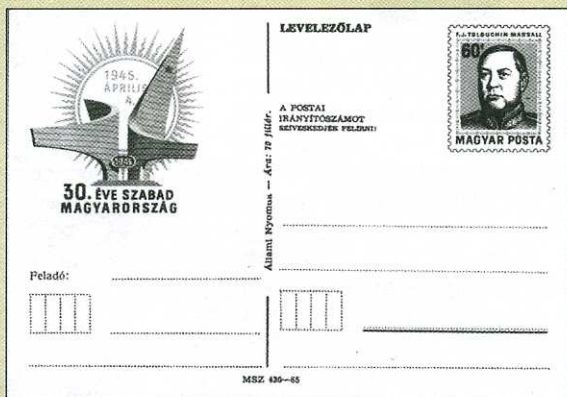 1945.
ÁPRILIS
4.
30. ÉVE SZABAD
MAGYARORSZÁG
Feladó:
LEVELEZŐLAP
A POSTAI
IRÁNYÍTÓSZÁMOT
SZÍVESKEDJÉK FELÍRNI!
Állami Nyomda — Ára: 70 fillér.
F. J. TOLBUCHIN MARSALL
60f
MAGYAR POSTA
MSZ 430—65